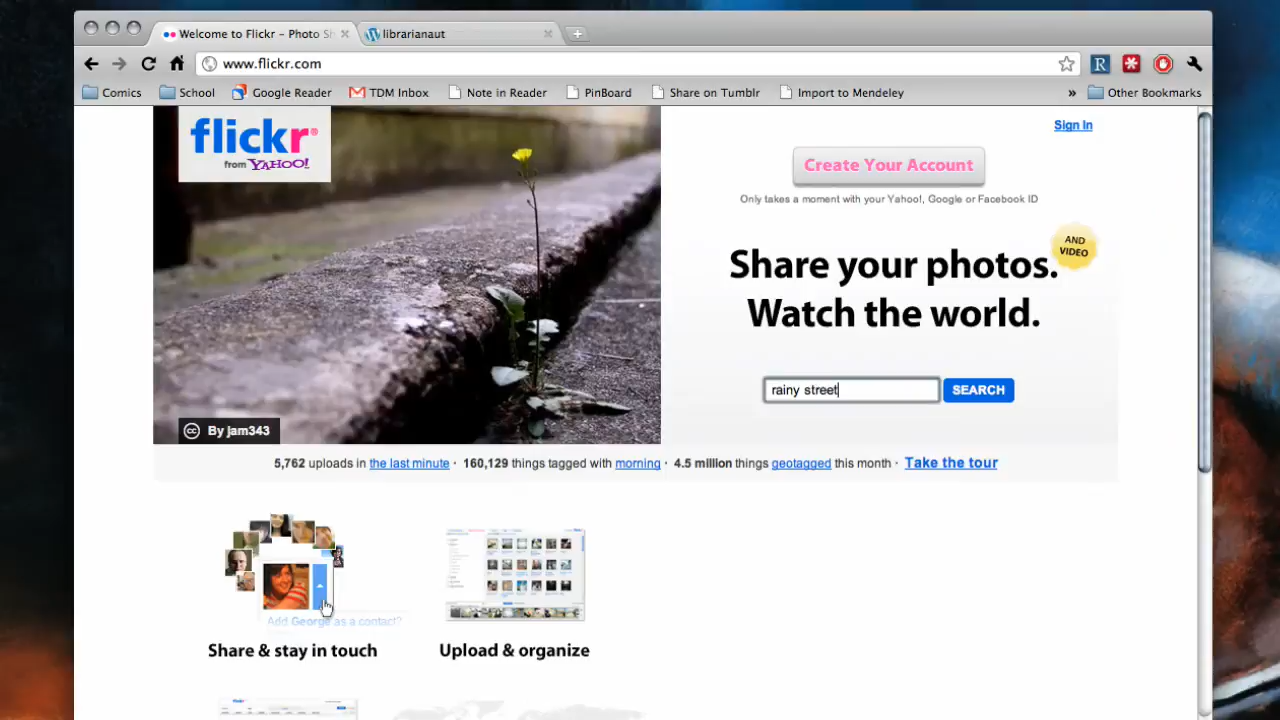 Welcome to Flickr – Photo Sh
librarianaut
www.flickr.com
Comics
School
Google Reader
TDM Inbox
Note in Reader
PinBoard
Share on Tumblr
Import to Mendeley
»
Other Bookmarks
flickr®
from YAHOO!
Sign In
Create Your Account
Only takes a moment with your Yahoo!, Google or Facebook ID
AND
VIDEO
Share your photos.
Watch the world.
rainy street
SEARCH
By jam343
5,762 uploads in the last minute · 160,129 things tagged with morning · 4.5 million things geotagged this month · Take the tour
Add George as a contact?
Share & stay in touch
Upload & organize